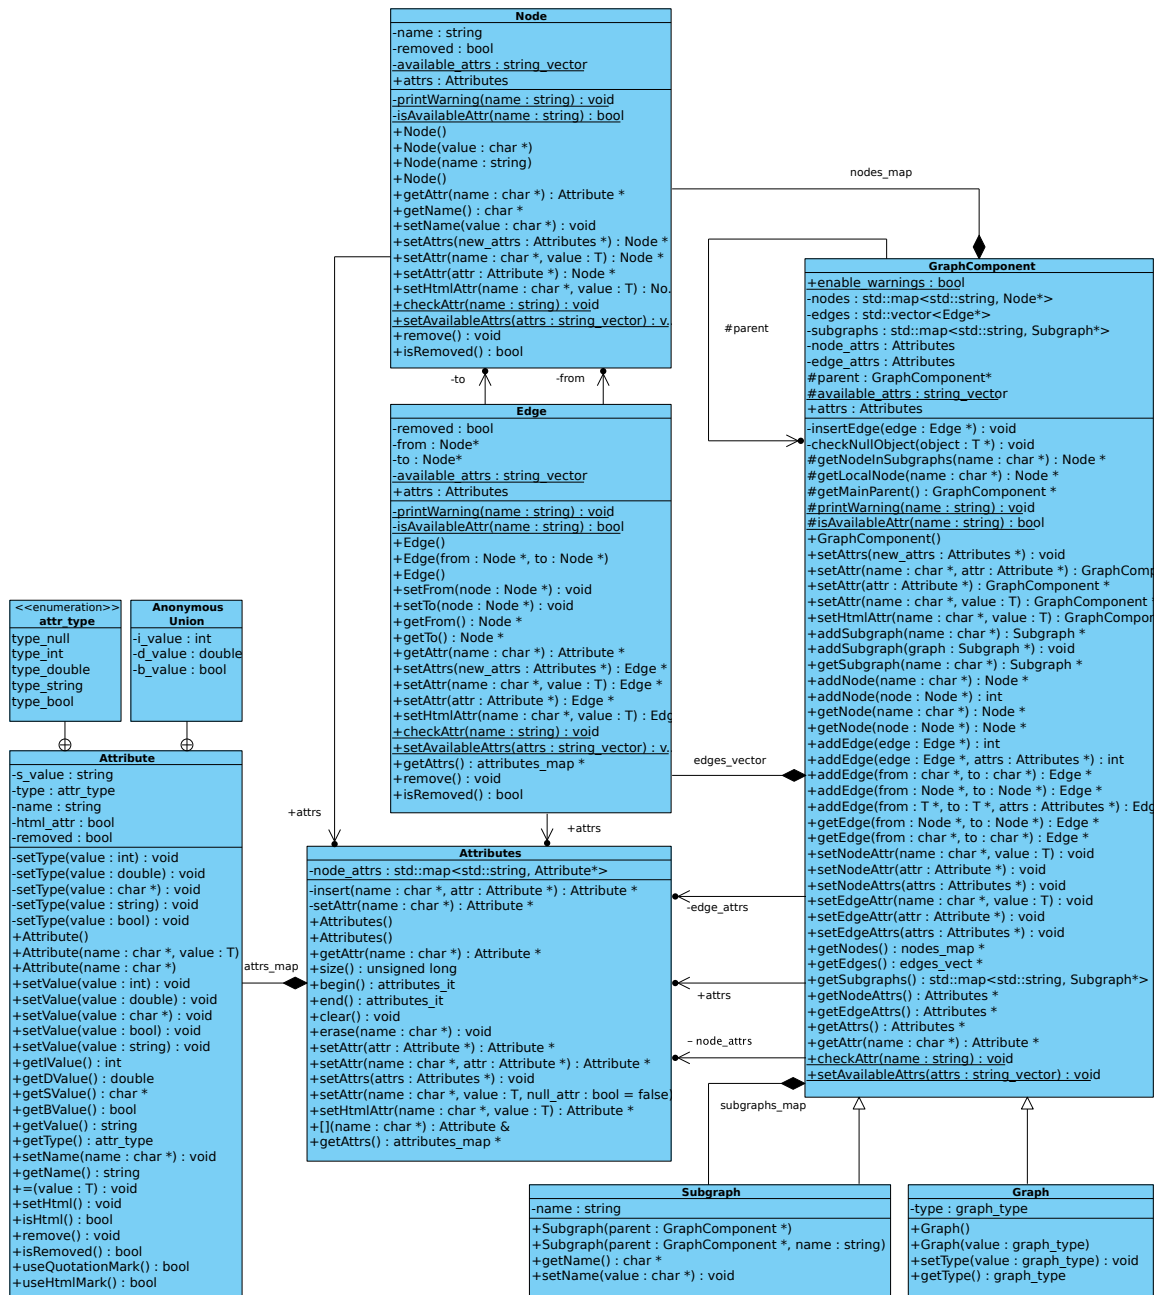 Node
-name : string
-removed : bool
-available_attrs : string_vector
+attrs : Attributes
-printWarning(name : string) : void
-isAvailableAttr(name : string) : bool
+Node()
+Node(value : char *)
+Node(name : string)
+Node()
+getAttr(name : char *) : Attribute *
+getName() : char *
+setName(value : char *) : void
+setAttrs(new_attrs : Attributes *) : Node *
+setAttr(name : char *, value : T) : Node *
+setAttr(attr : Attribute *) : Node *
+setHtmlAttr(name : char *, value : T) : No.
+checkAttr(name : string) : void
+setAvailableAttrs(attrs : string_vector) : v.
+remove() : void
+isRemoved() : bool
nodes_map
#parent
-to
-from
GraphComponent
+enable_warnings : bool
-nodes : std::map<std::string, Node*>
-edges : std::vector<Edge*>
-subgraphs : std::map<std::string, Subgraph*>
-node_attrs : Attributes
-edge_attrs : Attributes
#parent : GraphComponent*
#available_attrs : string_vector
+attrs : Attributes
-insertEdge(edge : Edge *) : void
-checkNullObject(object : T *) : void
#getNodeInSubgraphs(name : char *) : Node *
#getLocalNode(name : char *) : Node *
#getMainParent() : GraphComponent *
#printWarning(name : string) : void
#isAvailableAttr(name : string) : bool
+GraphComponent()
+setAttrs(new_attrs : Attributes *) : void
+setAttr(name : char *, attr : Attribute *) : GraphComp
+setAttr(attr : Attribute *) : GraphComponent *
+setAttr(name : char *, value : T) : GraphComponent *
+setHtmlAttr(name : char *, value : T) : GraphCompor
+addSubgraph(name : char *) : Subgraph *
+addSubgraph(graph : Subgraph *) : void
+getSubgraph(name : char *) : Subgraph *
+addNode(name : char *) : Node *
+addNode(node : Node *) : int
+getNode(name : char *) : Node *
+getNode(node : Node *) : Node *
+addEdge(edge : Edge *) : int
+addEdge(edge : Edge *, attrs : Attributes *) : int
+addEdge(from : char *, to : char *) : Edge *
+addEdge(from : Node *, to : Node *) : Edge *
+addEdge(from : T *, to : T *, attrs : Attributes *) : Edg
+getEdge(from : Node *, to : Node *) : Edge *
+getEdge(from : char *, to : char *) : Edge *
+setNodeAttr(name : char *, value : T) : void
+setNodeAttr(attr : Attribute *) : void
+setNodeAttrs(attrs : Attributes *) : void
+setEdgeAttr(name : char *, value : T) : void
+setEdgeAttr(attr : Attribute *) : void
+setEdgeAttrs(attrs : Attributes *) : void
+getNodes() : nodes_map *
+getEdges() : edges_vect *
+getSubgraphs() : std::map<std::string, Subgraph*>
+getNodeAttrs() : Attributes *
+getEdgeAttrs() : Attributes *
+getAttrs() : Attributes *
+getAttr(name : char *) : Attribute *
+checkAttr(name : string) : void
+setAvailableAttrs(attrs : string_vector) : void
Edge
-removed : bool
-from : Node*
-to : Node*
-available_attrs : string_vector
+attrs : Attributes
-printWarning(name : string) : void
-isAvailableAttr(name : string) : bool
+Edge()
+Edge(from : Node *, to : Node *)
+Edge()
+setFrom(node : Node *) : void
+setTo(node : Node *) : void
+getFrom() : Node *
+getTo() : Node *
+getAttr(name : char *) : Attribute *
+setAttrs(new_attrs : Attributes *) : Edge *
+setAttr(name : char *, value : T) : Edge *
+setAttr(attr : Attribute *) : Edge *
+setHtmlAttr(name : char *, value : T) : Edg
+checkAttr(name : string) : void
+setAvailableAttrs(attrs : string_vector) : v.
+getAttrs() : attributes_map *
+remove() : void
+isRemoved() : bool
edges_vector
<<enumeration>>
attr_type
type_null
type_int
type_double
type_string
type_bool
Anonymous
Union
-i_value : int
-d_value : double
-b_value : bool
Attribute
-s_value : string
-type : attr_type
-name : string
-html_attr : bool
-removed : bool
-setType(value : int) : void
-setType(value : double) : void
-setType(value : char *) : void
-setType(value : string) : void
-setType(value : bool) : void
+Attribute()
+Attribute(name : char *, value : T)
+Attribute(name : char *)
+setValue(value : int) : void
+setValue(value : double) : void
+setValue(value : char *) : void
+setValue(value : bool) : void
+setValue(value : string) : void
+getIValue() : int
+getDValue() : double
+getSValue() : char *
+getBValue() : bool
+getValue() : string
+getType() : attr_type
+setName(name : char *) : void
+getName() : string
+=(value : T) : void
+setHtml() : void
+isHtml() : bool
+remove() : void
+isRemoved() : bool
+useQuotationMark() : bool
+useHtmlMark() : bool
attrs_map
+attrs
+attrs
Attributes
-node_attrs : std::map<std::string, Attribute*>
-insert(name : char *, attr : Attribute *) : Attribute *
-setAttr(name : char *) : Attribute *
+Attributes()
+Attributes()
+getAttr(name : char *) : Attribute *
+size() : unsigned long
+begin() : attributes_it
+end() : attributes_it
+clear() : void
+erase(name : char *) : void
+setAttr(attr : Attribute *) : Attribute *
+setAttr(name : char *, attr : Attribute *) : Attribute *
+setAttrs(attrs : Attributes *) : void
+setAttr(name : char *, value : T, null_attr : bool = false)
+setHtmlAttr(name : char *, value : T) : Attribute *
+[](name : char *) : Attribute &
+getAttrs() : attributes_map *
-edge_attrs
+attrs
- node_attrs
subgraphs_map
Subgraph
-name : string
+Subgraph(parent : GraphComponent *)
+Subgraph(parent : GraphComponent *, name : string)
+getName() : char *
+setName(value : char *) : void
Graph
-type : graph_type
+Graph()
+Graph(value : graph_type)
+setType(value : graph_type) : void
+getType() : graph_type